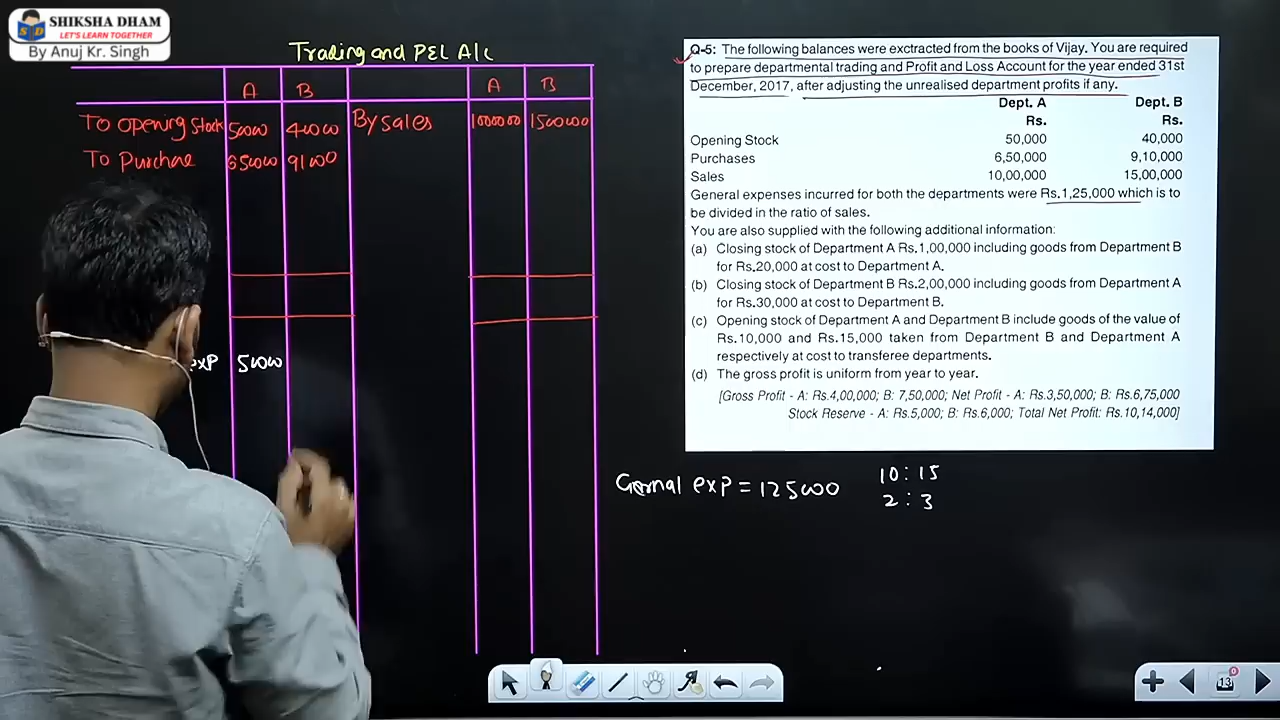 SHIKSHA DHAM
LET'S LEARN TOGETHER
By Anuj Kr. Singh
Trading and P&L A/c
A B A B
To Opening Stock 50000 40000 By Sales 1000000 1500000
To Purchase 650000 910000
exp 50000
Q-5: The following balances were exctracted from the books of Vijay. You are required
to prepare departmental trading and Profit and Loss Account for the year ended 31st
December, 2017, after adjusting the unrealised department profits if any.
Dept. A Dept. B
Rs. Rs.
Opening Stock 50,000 40,000
Purchases 6,50,000 9,10,000
Sales 10,00,000 15,00,000
General expenses incurred for both the departments were Rs.1,25,000 which is to
be divided in the ratio of sales.
You are also supplied with the following additional information:
(a) Closing stock of Department A Rs.1,00,000 including goods from Department B
for Rs.20,000 at cost to Department A.
(b) Closing stock of Department B Rs.2,00,000 including goods from Department A
for Rs.30,000 at cost to Department B.
(c) Opening stock of Department A and Department B include goods of the value of
Rs.10,000 and Rs.15,000 taken from Department B and Department A
respectively at cost to transferee departments.
(d) The gross profit is uniform from year to year.
[Gross Profit - A: Rs.4,00,000; B: 7,50,000; Net Profit - A: Rs.3,50,000; B: Rs.6,75,000
Stock Reserve - A: Rs.5,000; B: Rs.6,000; Total Net Profit: Rs.10,14,000]
exp = 125000 10 : 15
2 : 3
13